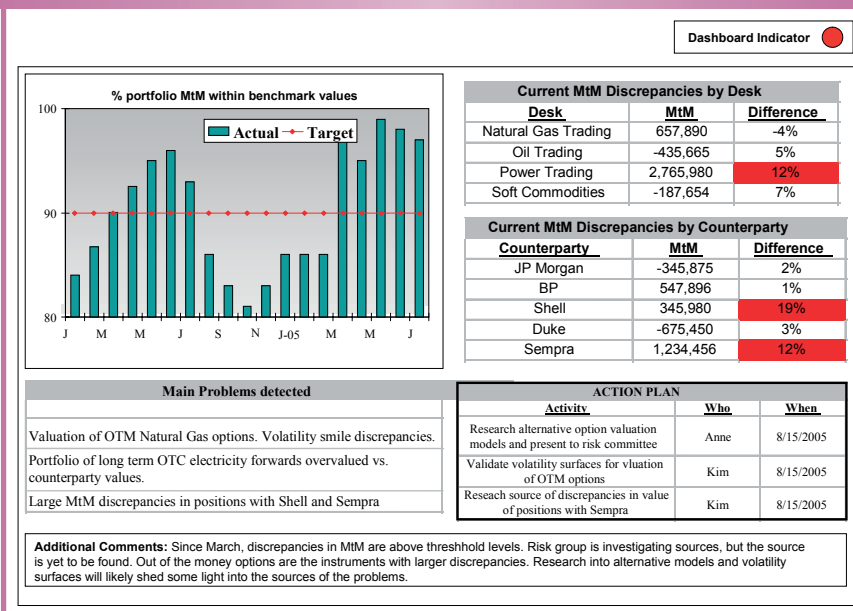 Dashboard Indicator
% portfolio MtM within benchmark values
100
90
80
Actual Target
J M M J S N J-05 M M J
Current MtM Discrepancies by Desk
Desk MtM Difference
Natural Gas Trading 657,890 -4%
Oil Trading -435,665 5%
Power Trading 2,765,980 12%
Soft Commodities -187,654 7%
Current MtM Discrepancies by Counterparty
Counterparty MtM Difference
JP Morgan -345,875 2%
BP 547,896 1%
Shell 345,980 19%
Duke -675,450 3%
Sempra 1,234,456 12%
Main Problems detected
Valuation of OTM Natural Gas options. Volatility smile discrepancies.
Portfolio of long term OTC electricity forwards overvalued vs.
counterparty values.
Large MtM discrepancies in positions with Shell and Sempra
ACTION PLAN
Activity Who When
Research alternative option valuation
models and present to risk committee Anne 8/15/2005
Validate volatility surfaces for vluation
of OTM options Kim 8/15/2005
Reseach source of discrepancies in value
of positions with Sempra Kim 8/15/2005
Additional Comments: Since March, discrepancies in MtM are above threshhold levels. Risk group is investigating sources, but the source
is yet to be found. Out of the money options are the instruments with larger discrepancies. Research into alternative models and volatility
surfaces will likely shed some light into the sources of the problems.